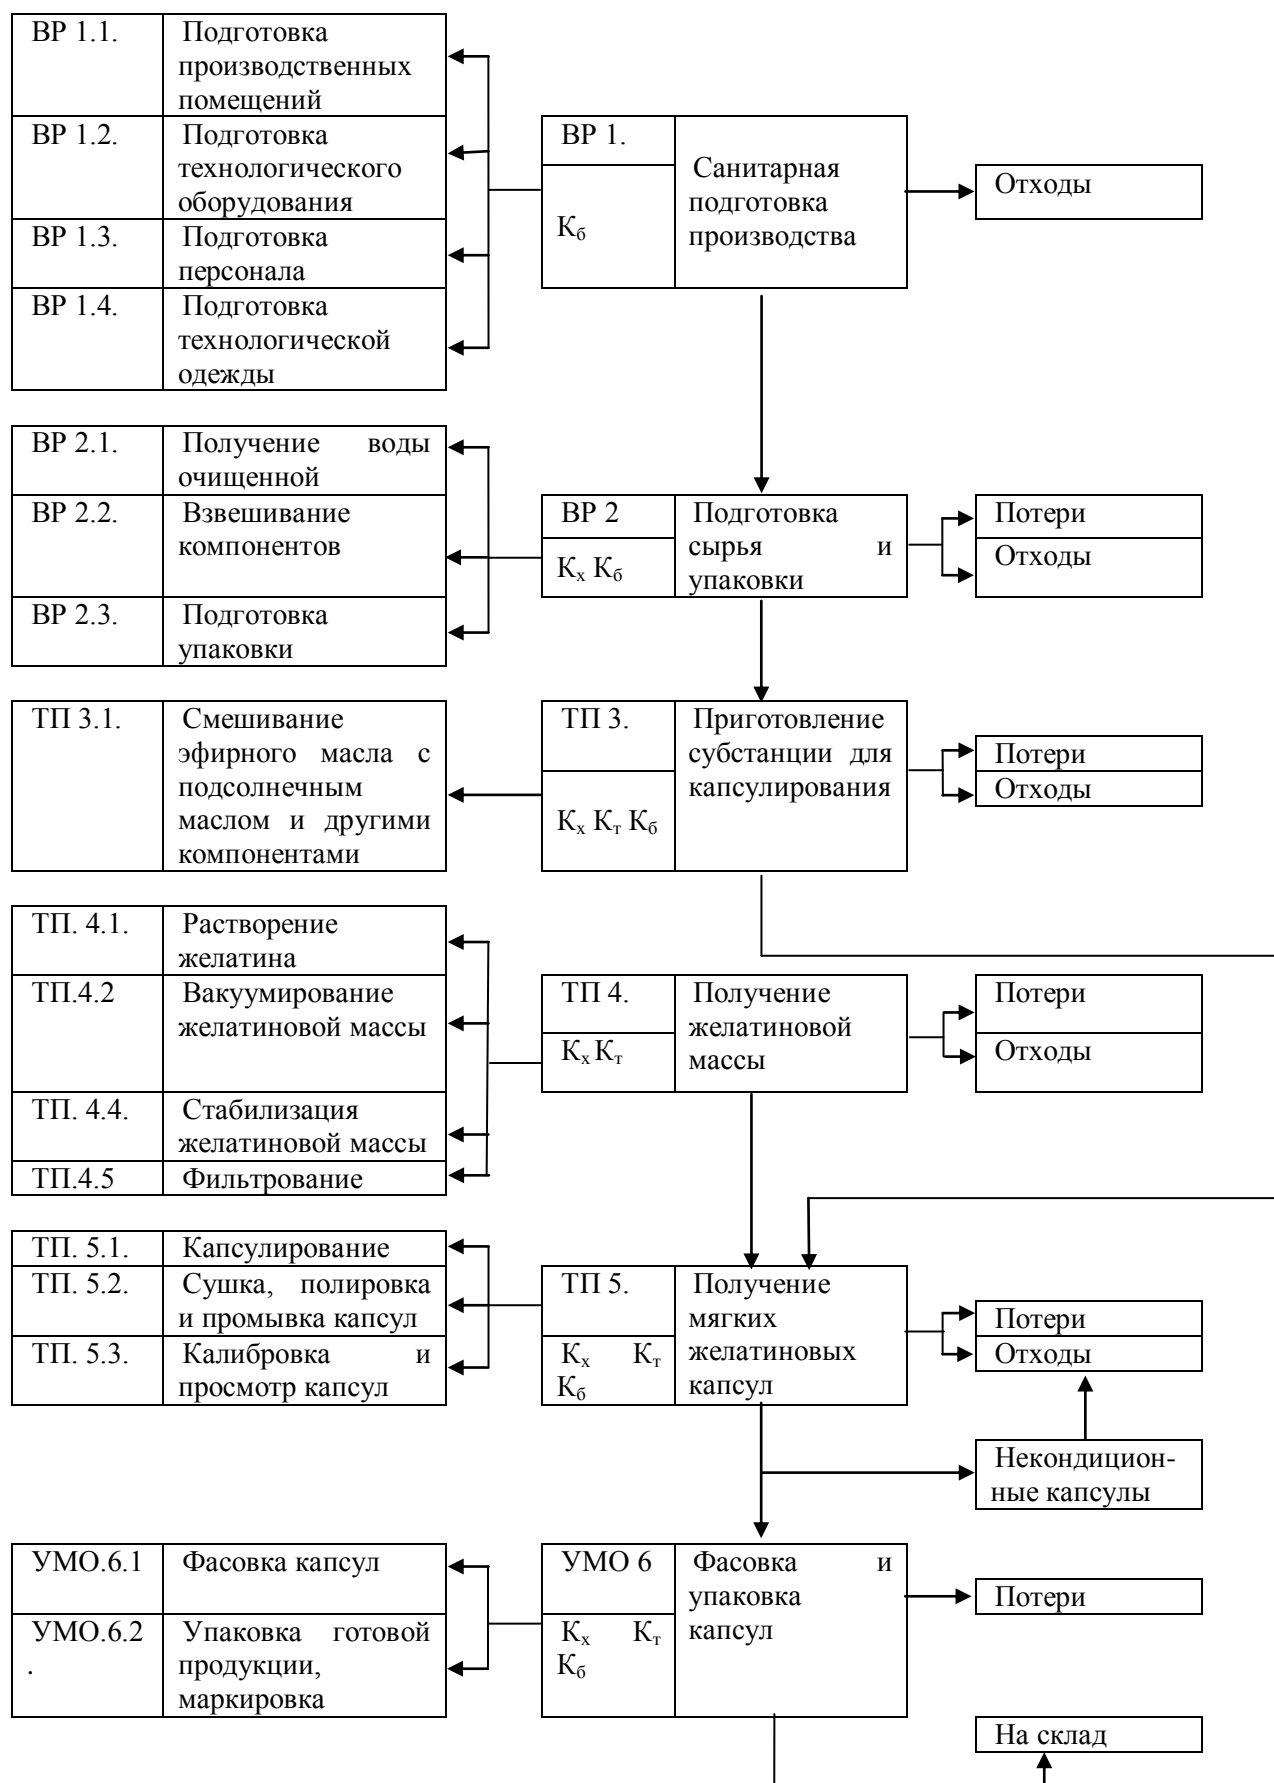 ВР 1.1. Подготовка
производственных
помещений
ВР 1.2. Подготовка
технологического
оборудования
ВР 1.3. Подготовка
персонала
ВР 1.4. Подготовка
технологической
одежды
ВР 1.
Кб
Санитарная
подготовка
производства
Отходы
ВР 2.1. Получение воды
очищенной
ВР 2.2. Взвешивание
компонентов
ВР 2.3. Подготовка
упаковки
ВР 2
Кх Кб
Подготовка
сырья и
упаковки
Потери
Отходы
ТП 3.1. Смешивание
эфирного масла с
подсолнечным
маслом и другими
компонентами
ТП 3.
Кх Кт Кб
Приготовление
субстанции для
капсулирования
Потери
Отходы
ТП. 4.1. Растворение
желатина
ТП.4.2 Вакуумирование
желатиновой массы
ТП. 4.4. Стабилизация
желатиновой массы
ТП.4.5 Фильтрование
ТП 4.
Кх Кт
Получение
желатиновой
массы
Потери
Отходы
ТП. 5.1. Капсулирование
ТП. 5.2. Сушка, полировка
и промывка капсул
ТП. 5.3. Калибровка и
просмотр капсул
ТП 5.
Кх Кт
Кб
Получение
мягких
желатиновых
капсул
Потери
Отходы
Некондицион-
ные капсулы
УМО.6.1 Фасовка капсул
УМО.6.2 Упаковка готовой
. продукции,
маркировка
УМО 6
Кх Кт
Кб
Фасовка и
упаковка
капсул
Потери
На склад